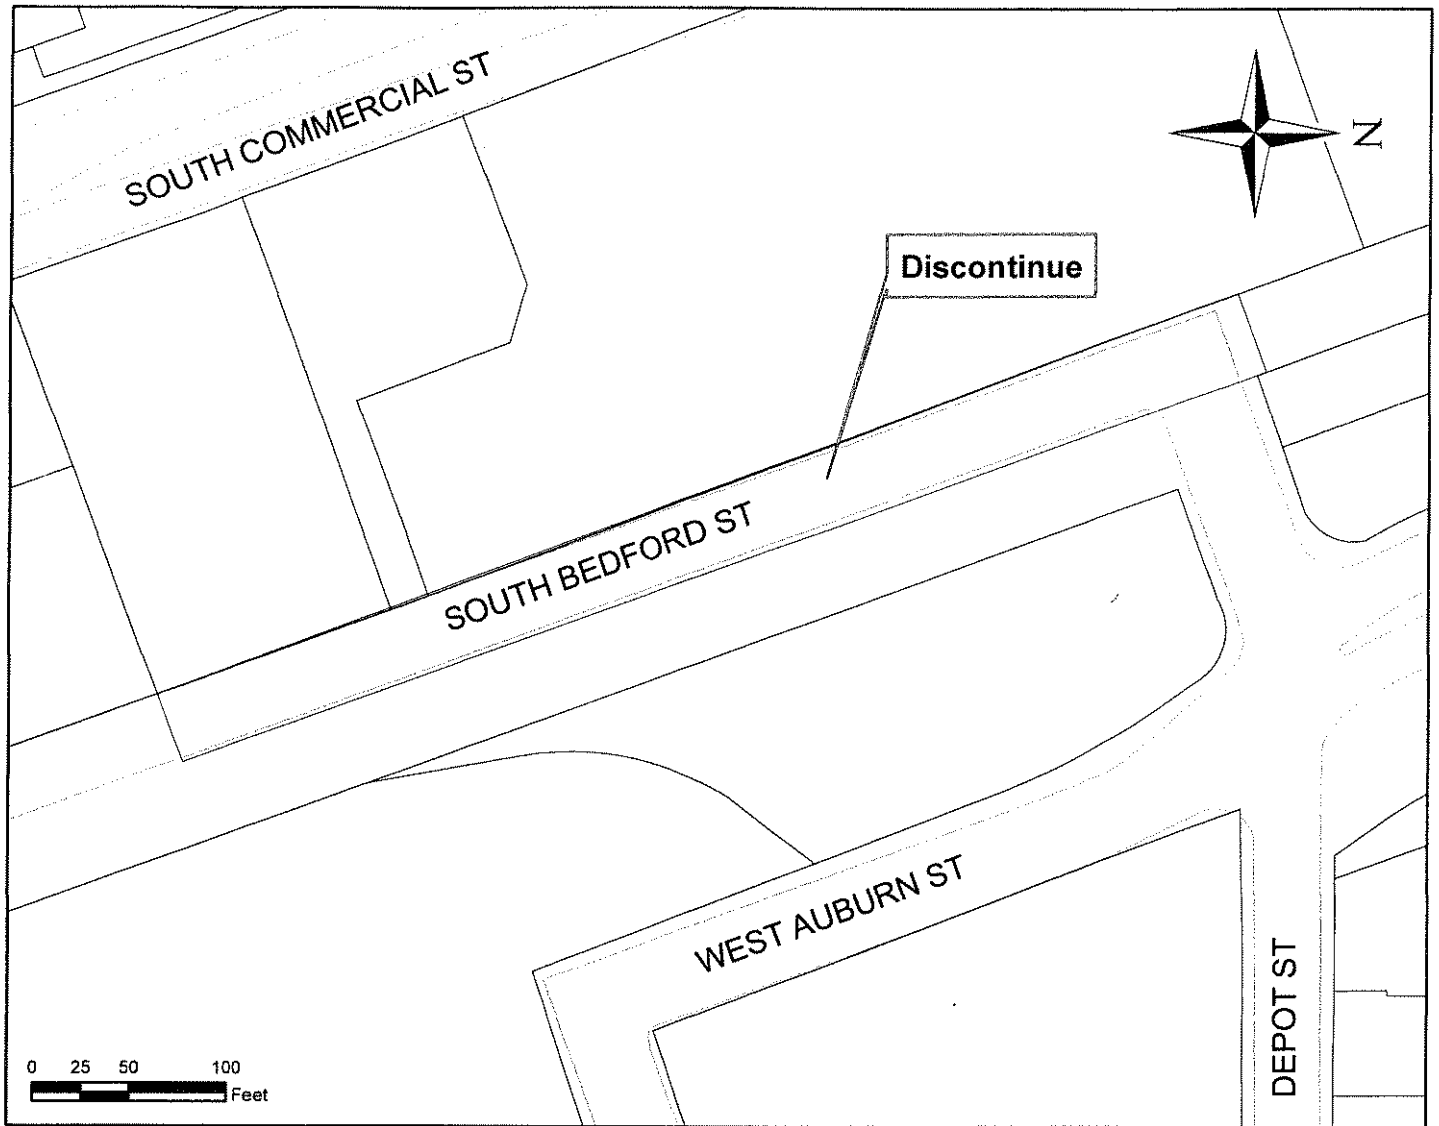 SOUTH COMMERCIAL ST
N
Discontinue
SOUTH BEDFORD ST
WEST AUBURN ST
DEPOT ST
0 25 50 100
Feet